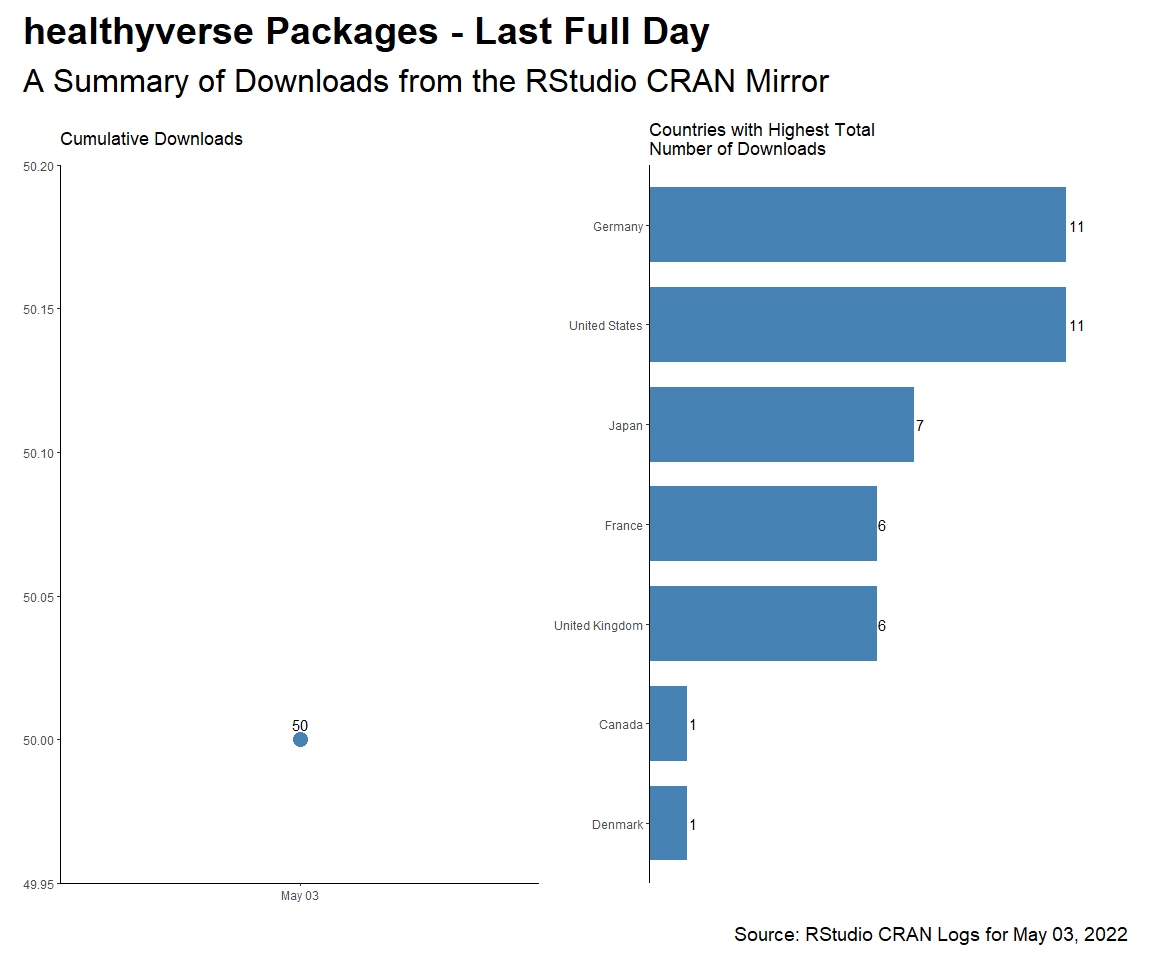 healthyverse Packages - Last Full Day
A Summary of Downloads from the RStudio CRAN Mirror
Cumulative Downloads
50.20
50.15
50.10
50.05
50.00
49.95
50
May 03
Countries with Highest Total
Number of Downloads
Germany 11
United States 11
Japan 7
France 6
United Kingdom 6
Canada 1
Denmark 1
Source: RStudio CRAN Logs for May 03, 2022